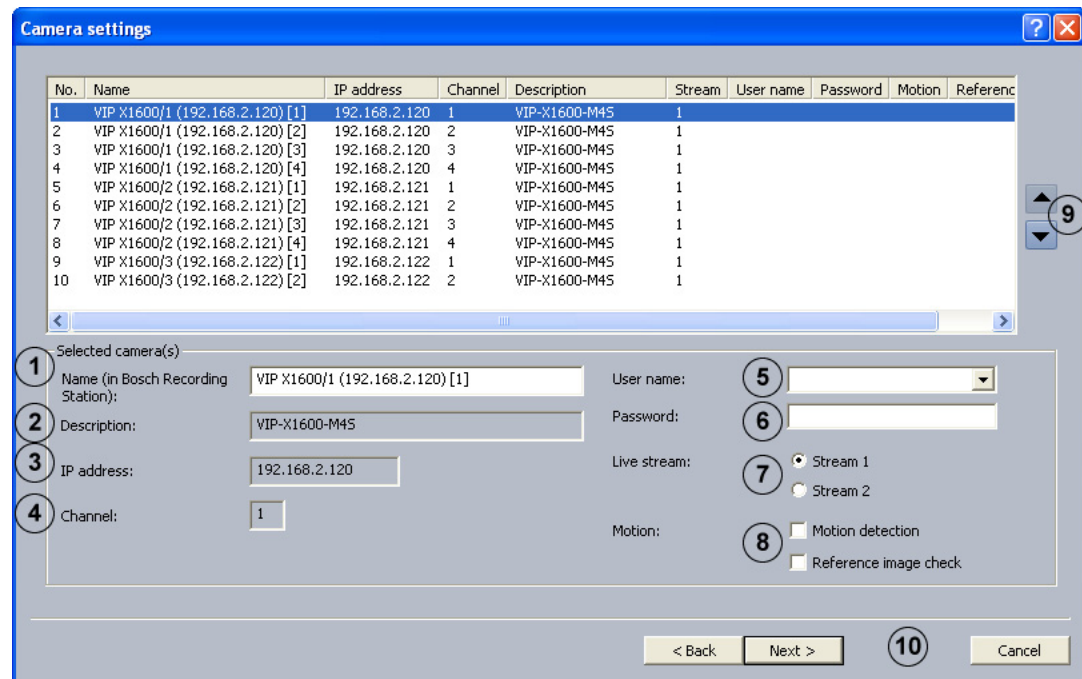 Camera settings
No. Name IP address Channel Description Stream User name Password Motion Referenc
1 VIP X1600/1 (192.168.2.120) [1] 192.168.2.120 1 VIP-X1600-M4S 1
2 VIP X1600/1 (192.168.2.120) [2] 192.168.2.120 2 VIP-X1600-M4S 1
3 VIP X1600/1 (192.168.2.120) [3] 192.168.2.120 3 VIP-X1600-M4S 1
4 VIP X1600/1 (192.168.2.120) [4] 192.168.2.120 4 VIP-X1600-M4S 1
5 VIP X1600/2 (192.168.2.121) [1] 192.168.2.121 1 VIP-X1600-M4S 1
6 VIP X1600/2 (192.168.2.121) [2] 192.168.2.121 2 VIP-X1600-M4S 1
7 VIP X1600/2 (192.168.2.121) [3] 192.168.2.121 3 VIP-X1600-M4S 1
8 VIP X1600/2 (192.168.2.121) [4] 192.168.2.121 4 VIP-X1600-M4S 1
9 VIP X1600/3 (192.168.2.122) [1] 192.168.2.122 1 VIP-X1600-M4S 1
10 VIP X1600/3 (192.168.2.122) [2] 192.168.2.122 2 VIP-X1600-M4S 1
9
Selected camera(s)
1 Name (in Bosch Recording Station): VIP X1600/1 (192.168.2.120) [1]
2 Description: VIP-X1600-M4S
3 IP address: 192.168.2.120
4 Channel: 1
User name: 5
Password: 6
Live stream: 7 Stream 1
Stream 2
Motion: 8 Motion detection
Reference image check
< Back Next > 10 Cancel